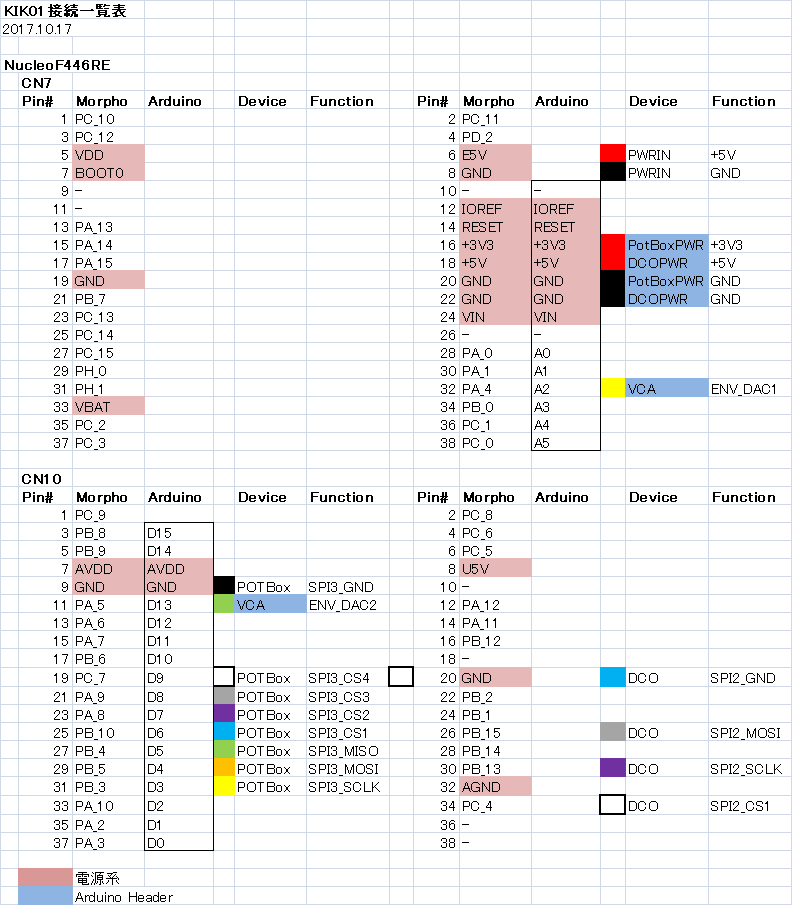 KIK01 接続一覧表
2017.10.17
NucleoF446RE
CN7
Pin# Morpho Arduino Device Function Pin# Morpho Arduino Device Function
1 PC_10 2 PC_11
3 PC_12 4 PD_2
5 VDD 6 E5V PWRIN +5V
7 BOOT0 8 GND PWRIN GND
9 - 10 - -
11 - 12 IOREF IOREF
13 PA_13 14 RESET RESET
15 PA_14 16 +3V3 +3V3 PotBoxPWR +3V3
17 PA_15 18 +5V +5V DCOPWR +5V
19 GND 20 GND GND PotBoxPWR GND
21 PB_7 22 GND GND DCOPWR GND
23 PC_13 24 VIN VIN
25 PC_14 26 - -
27 PC_15 28 PA_0 A0
29 PH_0 30 PA_1 A1
31 PH_1 32 PA_4 A2 VCA ENV_DAC1
33 VBAT 34 PB_0 A3
35 PC_2 36 PC_1 A4
37 PC_3 38 PC_0 A5
CN10
Pin# Morpho Arduino Device Function Pin# Morpho Arduino Device Function
1 PC_9 2 PC_8
3 PB_8 D15 4 PC_6
5 PB_9 D14 6 PC_5
7 AVDD AVDD 8 U5V
9 GND GND POTBox SPI3_GND 10 -
11 PA_5 D13 VCA ENV_DAC2 12 PA_12
13 PA_6 D12 14 PA_11
15 PA_7 D11 16 PB_12
17 PB_6 D10 18 -
19 PC_7 D9 POTBox SPI3_CS4 20 GND DCO SPI2_GND
21 PA_9 D8 POTBox SPI3_CS3 22 PB_2
23 PA_8 D7 POTBox SPI3_CS2 24 PB_1
25 PB_10 D6 POTBox SPI3_CS1 26 PB_15 DCO SPI2_MOSI
27 PB_4 D5 POTBox SPI3_MISO 28 PB_14
29 PB_5 D4 POTBox SPI3_MOSI 30 PB_13 DCO SPI2_SCLK
31 PB_3 D3 POTBox SPI3_SCLK 32 AGND
33 PA_10 D2 34 PC_4 DCO SPI2_CS1
35 PA_2 D1 36 -
37 PA_3 D0 38 -
電源系
Arduino Header